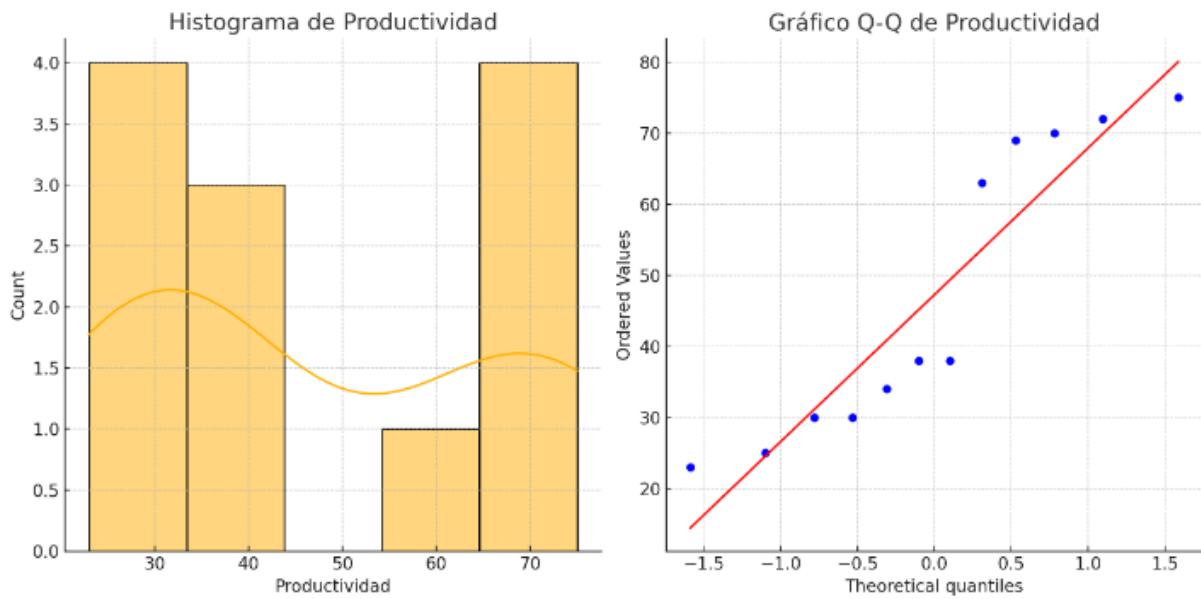 Histograma de Productividad
4.0
3.5
3.0
2.5
2.0
1.5
1.0
0.5
0.0
Count
30 40 50 60 70
Productividad
Gráfico Q-Q de Productividad
80
70
60
50
40
30
20
Ordered Values
−1.5 −1.0 −0.5 0.0 0.5 1.0 1.5
Theoretical quantiles